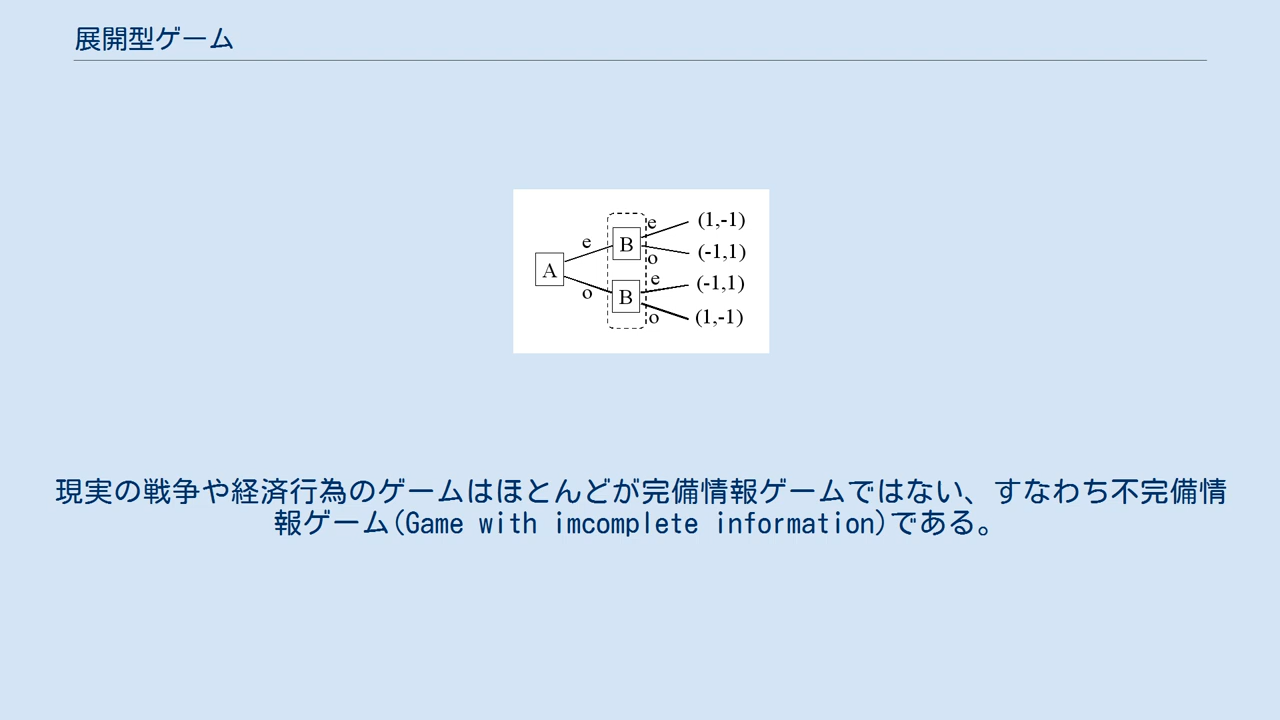 展開型ゲーム
e (1,-1)
B
e o (-1,1)
A
o e (-1,1)
B
o (1,-1)
現実の戦争や経済行為のゲームはほとんどが完備情報ゲームではない、すなわち不完備情
報ゲーム(Game with imcomplete information)である。